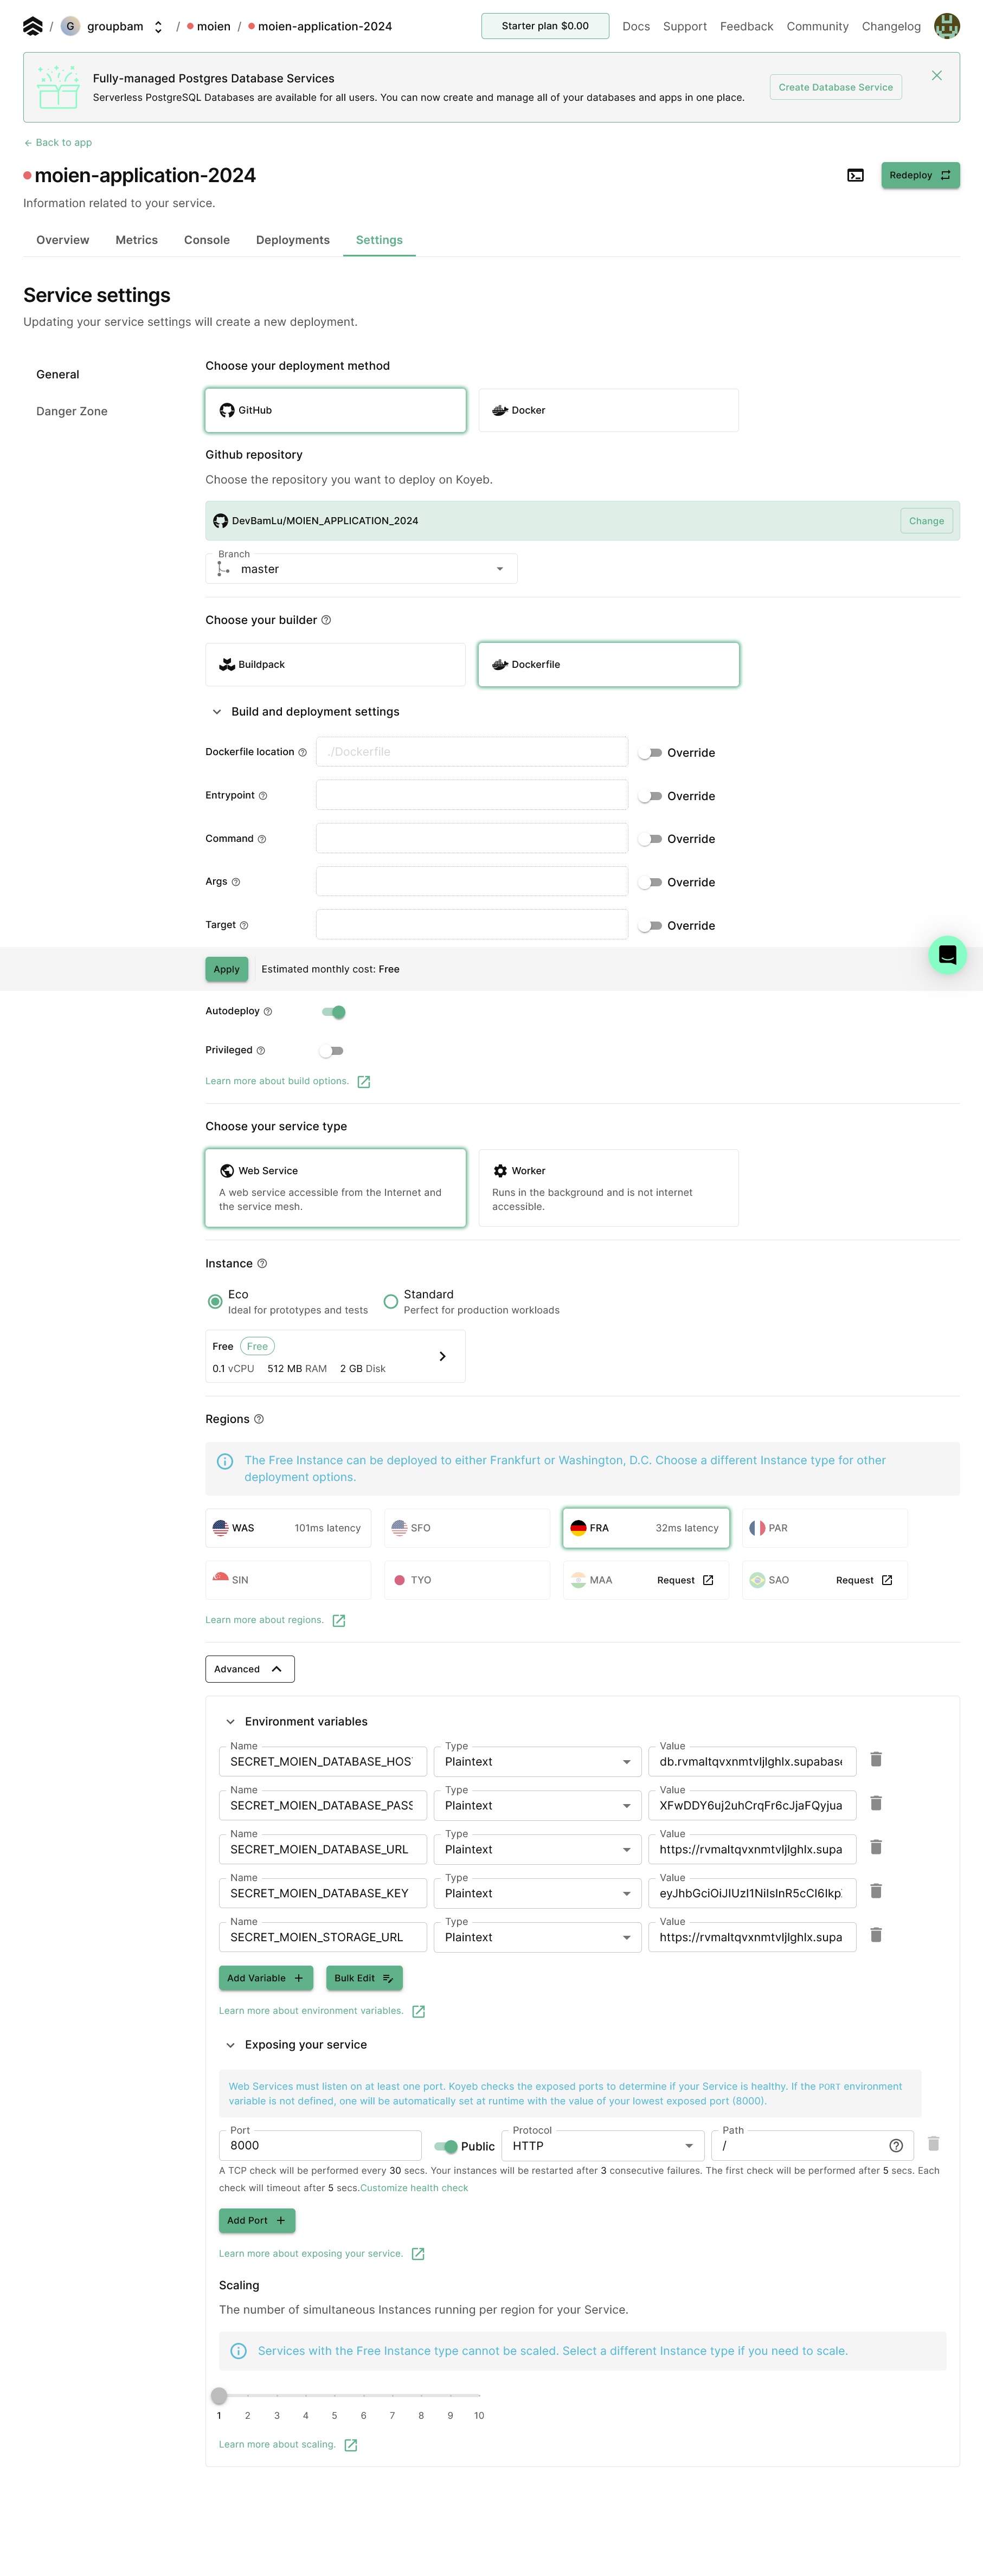 / G groupbam / moien / moien-application-2024 Starter plan $0.00 Docs Support Feedback Community Changelog
Fully-managed Postgres Database Services
Serverless PostgreSQL Databases are available for all users. You can now create and manage all of your databases and apps in one place.
Create Database Service
← Back to app
moien-application-2024
Redeploy
Information related to your service.
Overview Metrics Console Deployments Settings
Service settings
Updating your service settings will create a new deployment.
General
Danger Zone
Choose your deployment method
GitHub Docker
Github repository
Choose the repository you want to deploy on Koyeb.
DevBamLu/MOIEN_APPLICATION_2024 Change
Branch
master
Choose your builder
Buildpack Dockerfile
Build and deployment settings
Dockerfile location ./Dockerfile Override
Entrypoint Override
Command Override
Args Override
Target Override
Apply Estimated monthly cost: Free
Autodeploy
Privileged
Learn more about build options.
Choose your service type
Web Service
A web service accessible from the Internet and
the service mesh.
Worker
Runs in the background and is not internet
accessible.
Instance
Eco
Ideal for prototypes and tests
Standard
Perfect for production workloads
Free Free
0.1 vCPU 512 MB RAM 2 GB Disk
Regions
The Free Instance can be deployed to either Frankfurt or Washington, D.C. Choose a different Instance type for other
deployment options.
WAS 101ms latency SFO FRA 32ms latency PAR
SIN TYO MAA Request SAO Request
Learn more about regions.
Advanced
Environment variables
Name Type Value
SECRET_MOIEN_DATABASE_HOS Plaintext db.rvmaltqvxnmtvljlghlx.supabase
Name Type Value
SECRET_MOIEN_DATABASE_PASS Plaintext XFwDDY6uj2uhCrqFr6cJjaFQyjua
Name Type Value
SECRET_MOIEN_DATABASE_URL Plaintext https://rvmaltqvxnmtvljlghlx.supa
Name Type Value
SECRET_MOIEN_DATABASE_KEY Plaintext eyJhbGciOiJIUzI1NiIsInR5cCI6Ikp
Name Type Value
SECRET_MOIEN_STORAGE_URL Plaintext https://rvmaltqvxnmtvljlghlx.supa
Add Variable + Bulk Edit
Learn more about environment variables.
Exposing your service
Web Services must listen on at least one port. Koyeb checks the exposed ports to determine if your Service is healthy. If the PORT environment
variable is not defined, one will be automatically set at runtime with the value of your lowest exposed port (8000).
Port Protocol Path
8000 Public HTTP /
A TCP check will be performed every 30 secs. Your instances will be restarted after 3 consecutive failures. The first check will be performed after 5 secs. Each
check will timeout after 5 secs.Customize health check
Add Port +
Learn more about exposing your service.
Scaling
The number of simultaneous Instances running per region for your Service.
Services with the Free Instance type cannot be scaled. Select a different Instance type if you need to scale.
1 2 3 4 5 6 7 8 9 10
Learn more about scaling.